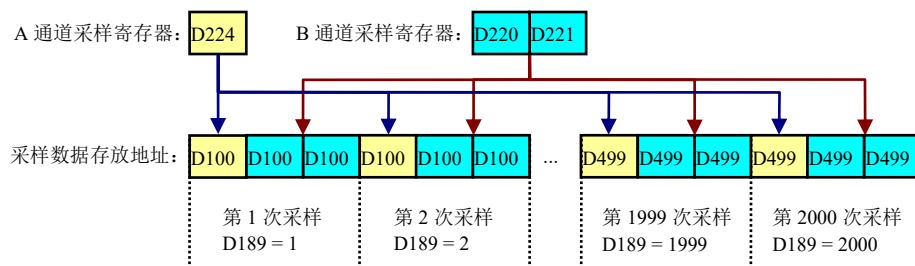 A 通道采样寄存器： D224 B 通道采样寄存器： D220 D221
采样数据存放地址： D100 D100 D100 D100 D100 D100 ... D499 D499 D499 D499 D499 D499
第 1 次采样 第 2 次采样 第 1999 次采样 第 2000 次采样
D189 = 1 D189 = 2 D189 = 1999 D189 = 2000